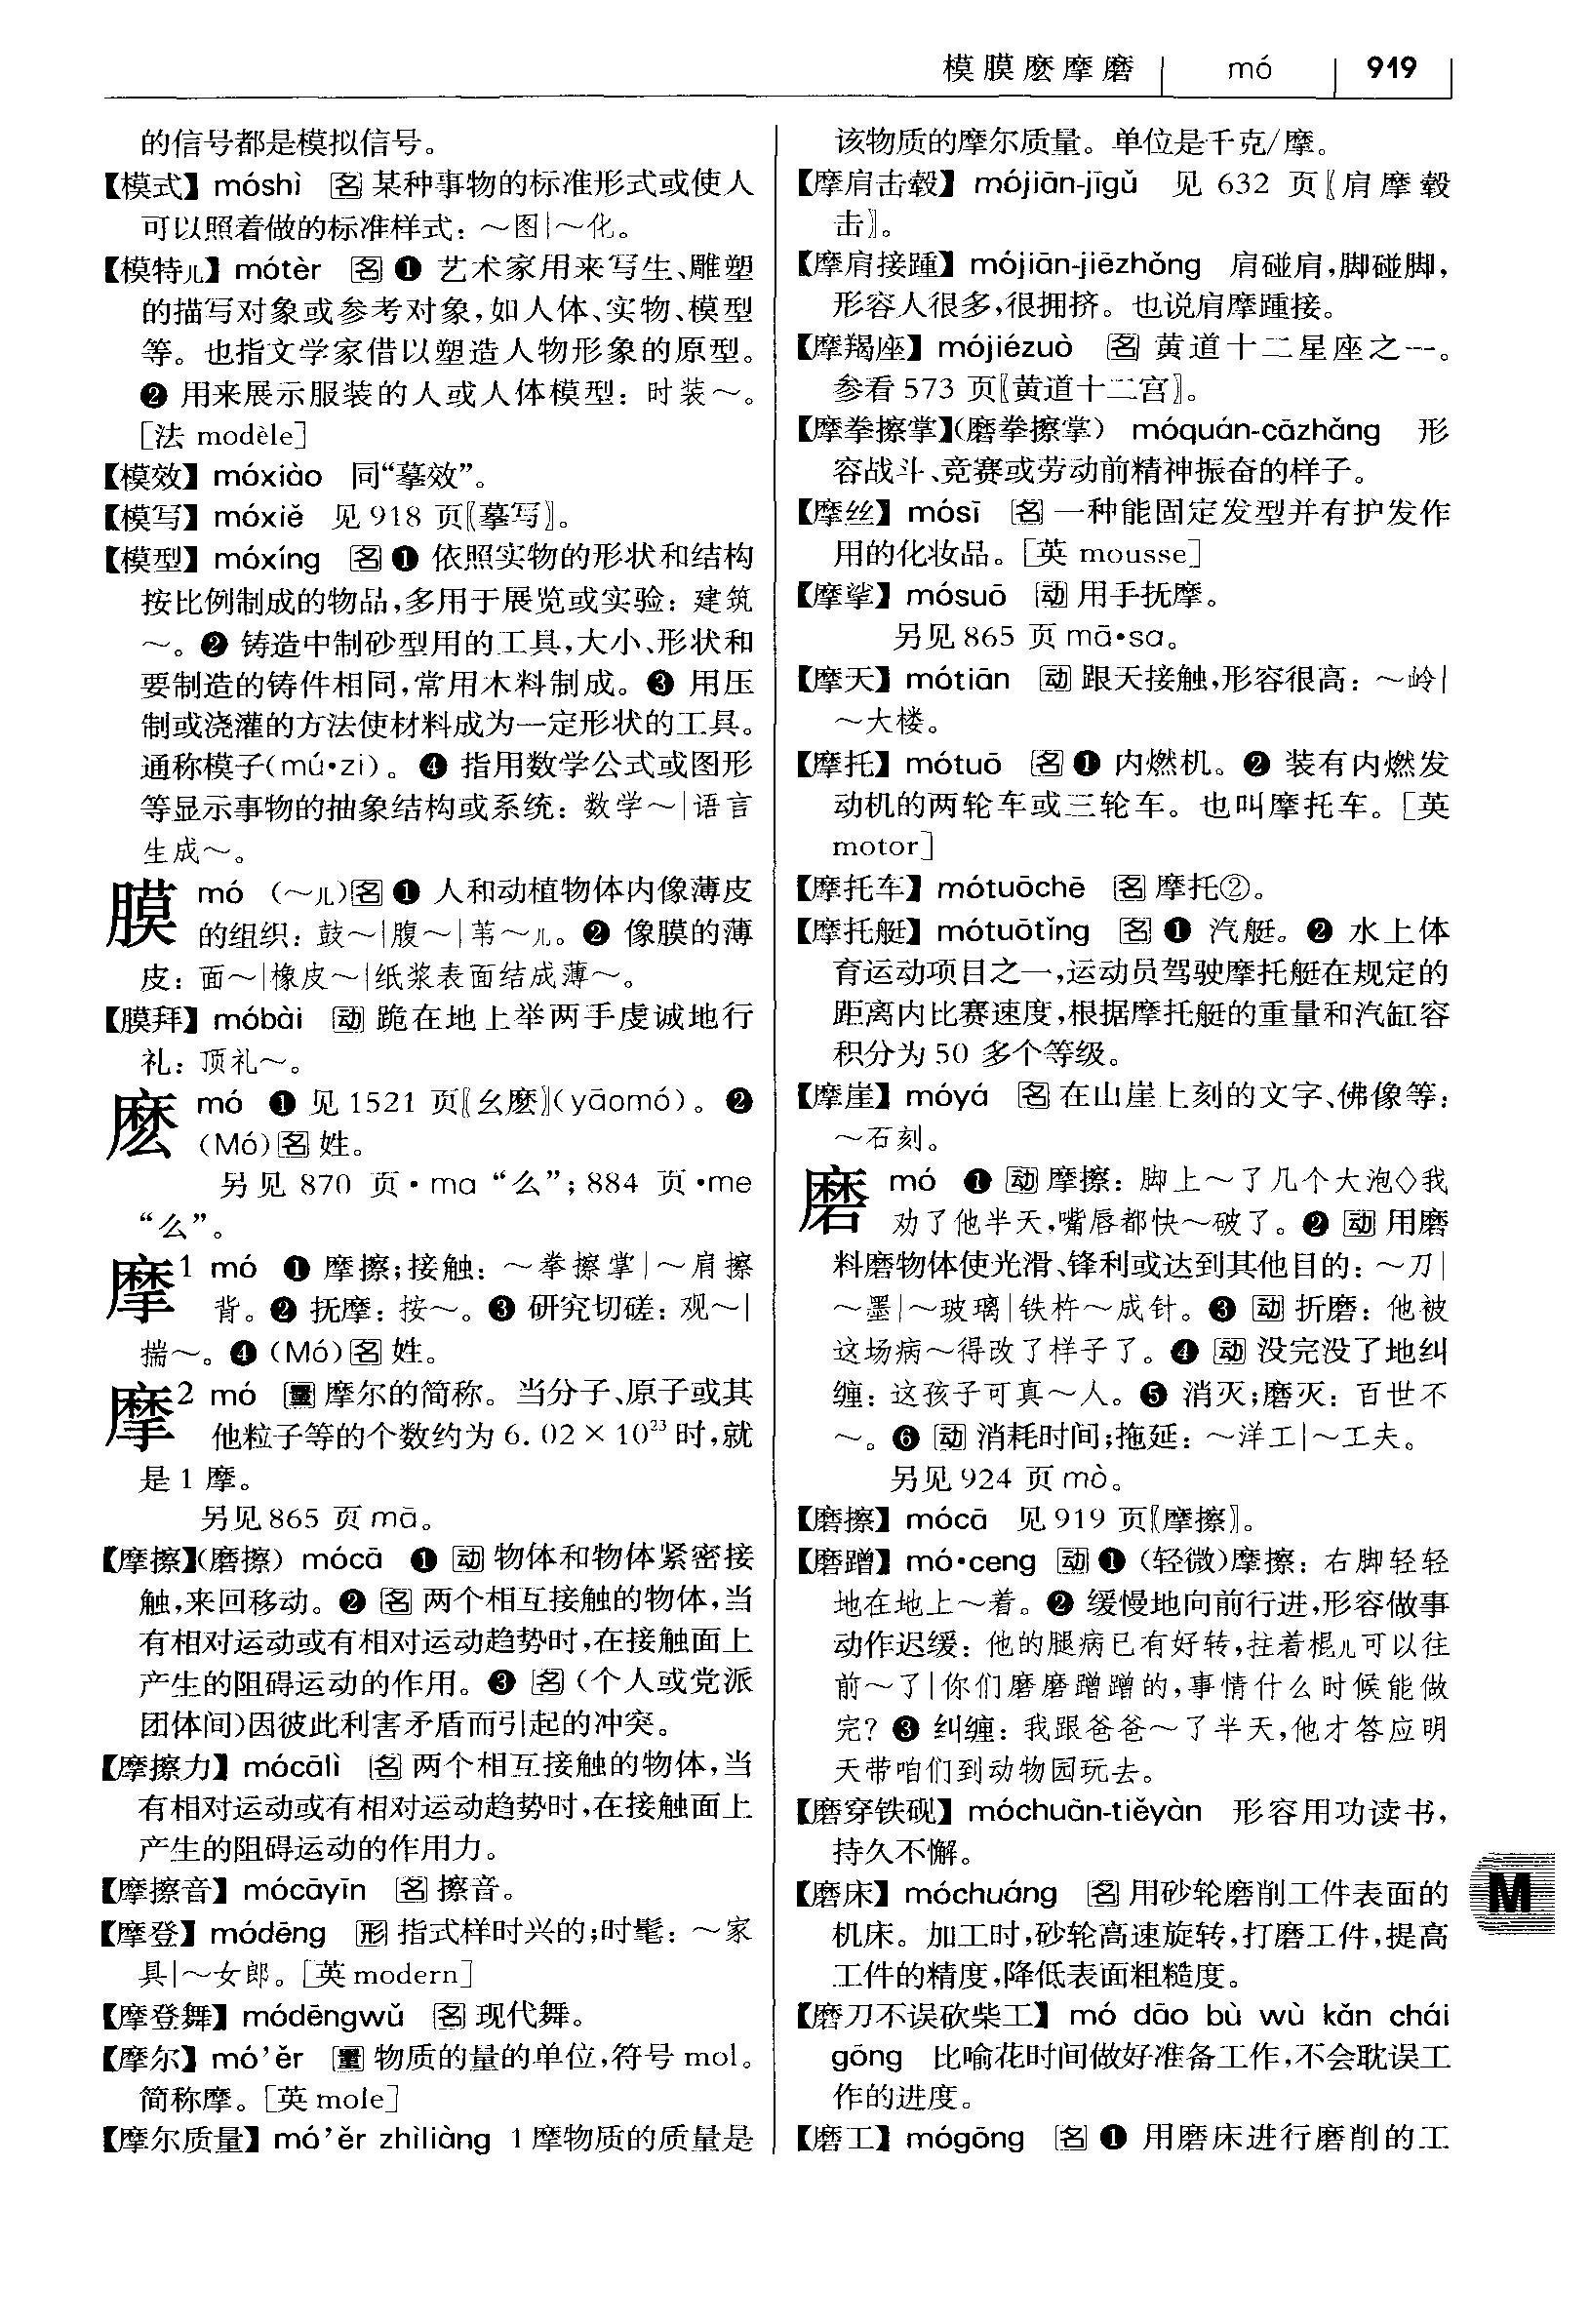 模膜麽摩磨 | mó | 919
的信号都是模拟信号。
【模式】 móshì 名 某种事物的标准形式或使人
可以照着做的标准样式：～图|～化。
【模特儿】 mótèr 名 ❶ 艺术家用来写生、雕塑
的描写对象或参考对象，如人体、实物、模型
等。也指文学家借以塑造人物形象的原型。
❷ 用来展示服装的人或人体模型：时装～。
［法 modèle］
【模效】 móxiào 同“摹效”。
【模写】 móxiě 见 918 页〖摹写〗。
【模型】 móxíng 名 ❶ 依照实物的形状和结构
按比例制成的物品，多用于展览或实验：建筑
～。❷ 铸造中制砂型用的工具，大小、形状和
要制造的铸件相同，常用木料制成。❸ 用压
制或浇灌的方法使材料成为一定形状的工具。
通称模子(mú•zi)。❹ 指用数学公式或图形
等显示事物的抽象结构或系统：数学～|语言
生成～。
膜 mó （～儿）名 ❶ 人和动植物体内像薄皮
的组织：鼓～|腹～|苇～儿。❷ 像膜的薄
皮：面～|橡皮～|纸浆表面结成薄～。
【膜拜】 móbài 动 跪在地上举两手虔诚地行
礼：顶礼～。
麽 mó ❶ 见 1521 页〖幺麽〗(yāomó)。❷
(Mó) 名 姓。
另见 870 页 •ma “么”；884 页 •me
“么”。
摩1 mó ❶ 摩擦；接触：～拳擦掌|～肩擦
背。❷ 抚摩：按～。❸ 研究切磋：观～|
揣～。❹ (Mó) 名 姓。
摩2 mó 量 摩尔的简称。当分子、原子或其
他粒子等的个数约为 6.02×10²³ 时，就
是 1 摩。
另见 865 页 mā。
【摩擦】（磨擦） mócā ❶ 动 物体和物体紧密接
触，来回移动。❷ 名 两个相互接触的物体，当
有相对运动或有相对运动趋势时，在接触面上
产生的阻碍运动的作用。❸ 名 （个人或党派
团体间）因彼此利害矛盾而引起的冲突。
【摩擦力】 mócālì 名 两个相互接触的物体，当
有相对运动或有相对运动趋势时，在接触面上
产生的阻碍运动的作用力。
【摩擦音】 mócāyīn 名 擦音。
【摩登】 módēng 形 指式样时兴的；时髦：～家
具|～女郎。［英 modern］
【摩登舞】 módēngwǔ 名 现代舞。
【摩尔】 mó’ěr 量 物质的量的单位，符号 mol。
简称摩。［英 mole］
【摩尔质量】 mó’ěr zhìliàng 1 摩物质的质量是
该物质的摩尔质量。单位是千克/摩。
【摩肩击毂】 mójiān-jīgǔ 见 632 页〖肩摩毂
击〗。
【摩肩接踵】 mójiān-jiēzhǒng 肩碰肩，脚碰脚，
形容人很多，很拥挤。也说肩摩踵接。
【摩羯座】 mójiézuò 名 黄道十二星座之一。
参看 573 页〖黄道十二宫〗。
【摩拳擦掌】（磨拳擦掌） móquán-cāzhǎng 形
容战斗、竞赛或劳动前精神振奋的样子。
【摩丝】 mósī 名 一种能固定发型并有护发作
用的化妆品。［英 mousse］
【摩挲】 mósuō 动 用手抚摩。
另见 865 页 mā•sa。
【摩天】 mótiān 动 跟天接触，形容很高：～岭|
～大楼。
【摩托】 mótuō 名 ❶ 内燃机。❷ 装有内燃发
动机的两轮车或三轮车。也叫摩托车。［英
motor］
【摩托车】 mótuōchē 名 摩托②。
【摩托艇】 mótuōtǐng 名 ❶ 汽艇。❷ 水上体
育运动项目之一，运动员驾驶摩托艇在规定的
距离内比赛速度，根据摩托艇的重量和汽缸容
积分为 50 多个等级。
【摩崖】 móyá 名 在山崖上刻的文字、佛像等：
～石刻。
磨 mó ❶ 动 摩擦：脚上～了几个大泡◇我
劝了他半天，嘴唇都快～破了。❷ 动 用磨
料磨物体使光滑、锋利或达到其他目的：～刀|
～墨|～玻璃|铁杵～成针。❸ 动 折磨：他被
这场病～得改了样子了。❹ 动 没完没了地纠
缠：这孩子可真～人。❺ 消灭；磨灭：百世不
～。❻ 动 消耗时间；拖延：～洋工|～工夫。
另见 924 页 mò。
【磨擦】 mócā 见 919 页〖摩擦〗。
【磨蹭】 mó•ceng 动 ❶ （轻微）摩擦：右脚轻轻
地在地上～着。❷ 缓慢地向前行进，形容做事
动作迟缓：他的腿病已有好转，拄着棍儿可以往
前～了|你们磨磨蹭蹭的，事情什么时候能做
完？❸ 纠缠：我跟爸爸～了半天，他才答应明
天带咱们到动物园玩去。
【磨穿铁砚】 móchuān-tiěyàn 形容用功读书，
持久不懈。
【磨床】 móchuáng 名 用砂轮磨削工件表面的
机床。加工时，砂轮高速旋转，打磨工件，提高
工件的精度，降低表面粗糙度。
【磨刀不误砍柴工】 mó dāo bù wù kǎn chái
gōng 比喻花时间做好准备工作，不会耽误工
作的进度。
【磨工】 mógōng 名 ❶ 用磨床进行磨削的工
M